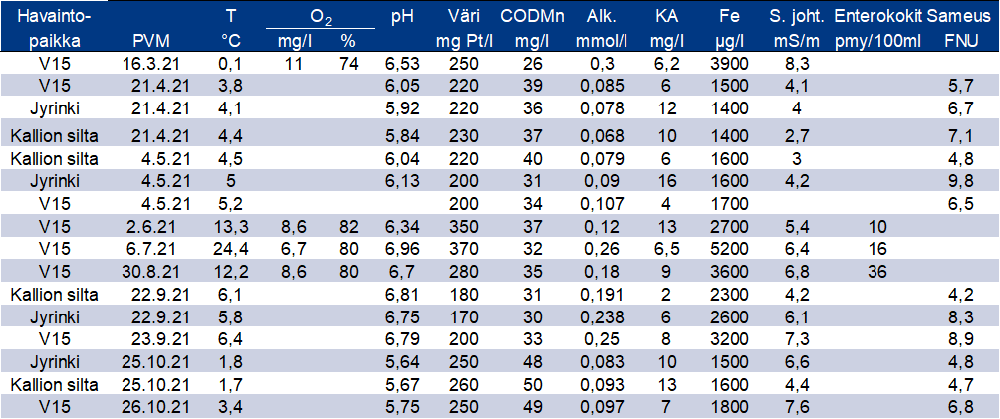 Havainto- T O2 pH Väri CODMn Alk. KA Fe S. joht. Enterokokit Sameus
paikka PVM °C mg/l % mg Pt/l mg/l mmol/l mg/l µg/l mS/m pmy/100ml FNU
V15 16.3.21 0,1 11 74 6,53 250 26 0,3 6,2 3900 8,3
V15 21.4.21 3,8 6,05 220 39 0,085 6 1500 4,1 5,7
Jyrinki 21.4.21 4,1 5,92 220 36 0,078 12 1400 4 6,7
Kallion silta 21.4.21 4,4 5,84 230 37 0,068 10 1400 2,7 7,1
Kallion silta 4.5.21 4,5 6,04 220 40 0,079 6 1600 3 4,8
Jyrinki 4.5.21 5 6,13 200 31 0,09 16 1600 4,2 9,8
V15 4.5.21 5,2 200 34 0,107 4 1700 6,5
V15 2.6.21 13,3 8,6 82 6,34 350 37 0,12 13 2700 5,4 10
V15 6.7.21 24,4 6,7 80 6,96 370 32 0,26 6,5 5200 6,4 16
V15 30.8.21 12,2 8,6 80 6,7 280 35 0,18 9 3600 6,8 36
Kallion silta 22.9.21 6,1 6,81 180 31 0,191 2 2300 4,2 4,2
Jyrinki 22.9.21 5,8 6,75 170 30 0,238 6 2600 6,1 8,3
V15 23.9.21 6,4 6,79 200 33 0,25 8 3200 7,3 8,9
Jyrinki 25.10.21 1,8 5,64 250 48 0,083 10 1500 6,6 4,8
Kallion silta 25.10.21 1,7 5,67 260 50 0,093 13 1600 4,4 4,7
V15 26.10.21 3,4 5,75 250 49 0,097 7 1800 7,6 6,8